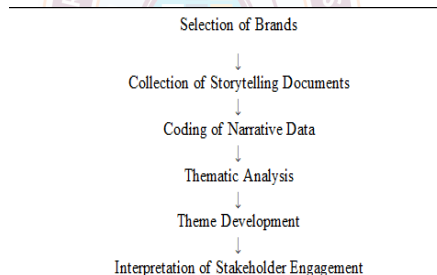 Selection of Brands
↓
Collection of Storytelling Documents
↓
Coding of Narrative Data
↓
Thematic Analysis
↓
Theme Development
↓
Interpretation of Stakeholder Engagement